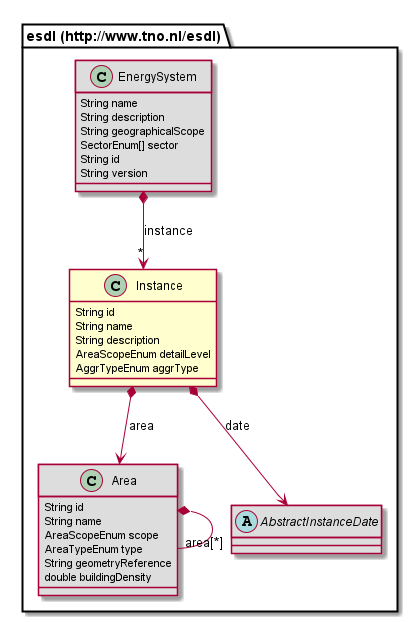 esdl (http://www.tno.nl/esdl)
C EnergySystem
String name
String description
String geographicalScope
SectorEnum[] sector
String id
String version
instance
*
C Instance
String id
String name
String description
AreaScopeEnum detailLevel
AggrTypeEnum aggrType
area
date
C Area
String id
String name
AreaScopeEnum scope
AreaTypeEnum type
String geometryReference
double buildingDensity
area[*]
A AbstractInstanceDate